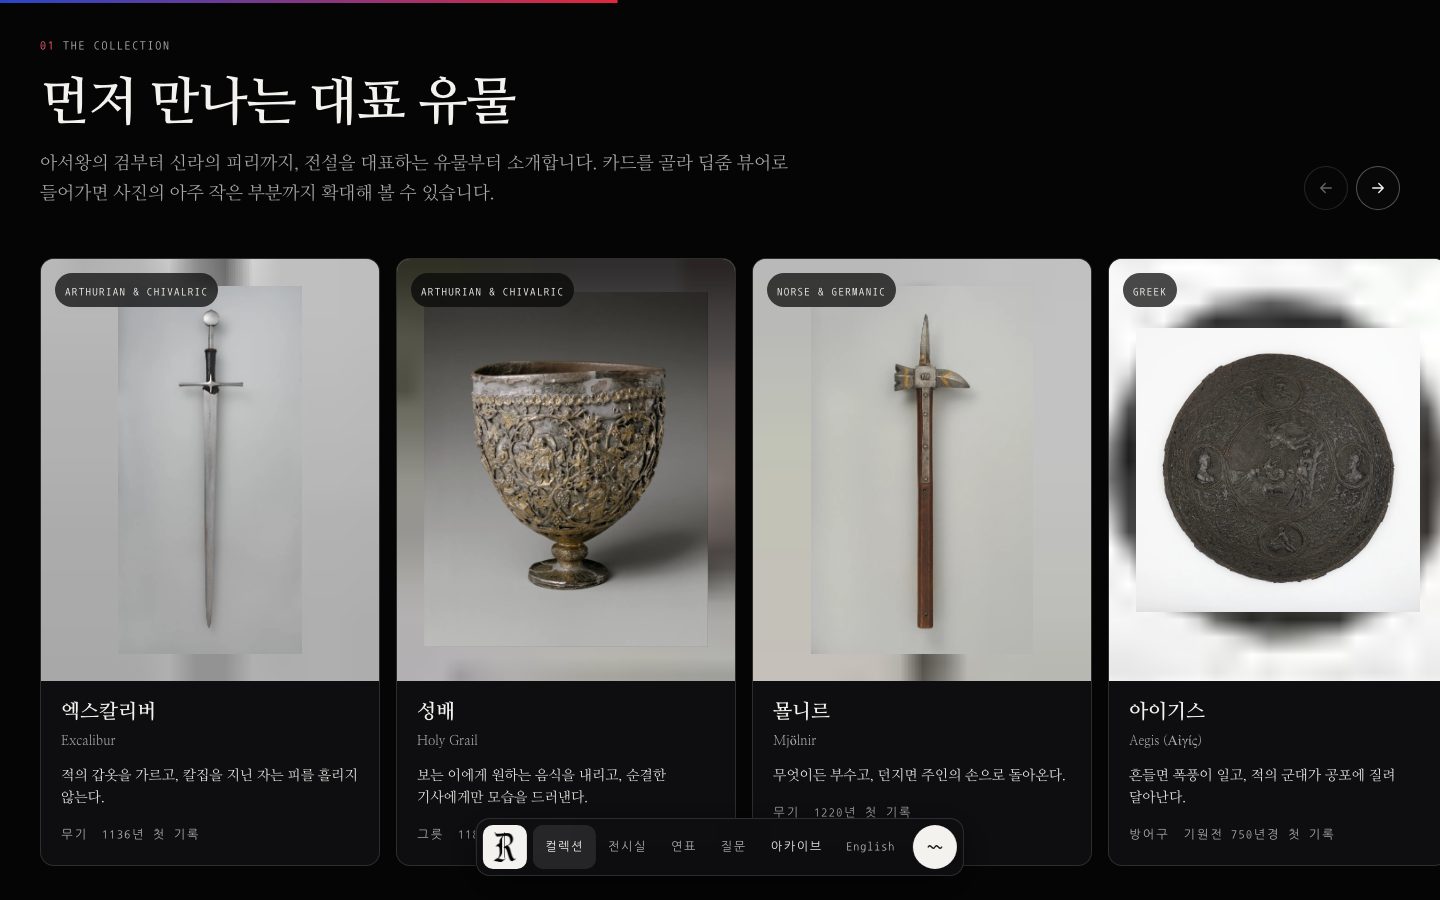 01 THE COLLECTION
먼저 만나는 대표 유물
아서왕의 검부터 신라의 피리까지, 전설을 대표하는 유물부터 소개합니다. 카드를 골라 딥줌 뷰어로
들어가면 사진의 아주 작은 부분까지 확대해 볼 수 있습니다.
ARTHURIAN & CHIVALRIC
엑스칼리버
Excalibur
적의 갑옷을 가르고, 칼집을 지닌 자는 피를 흘리지
않는다.
무기 1136년 첫 기록
ARTHURIAN & CHIVALRIC
성배
Holy Grail
보는 이에게 원하는 음식을 내리고, 순결한
기사에게만 모습을 드러낸다.
그릇
NORSE & GERMANIC
묠니르
Mjölnir
무엇이든 부수고, 던지면 주인의 손으로 돌아온다.
무기 1220년 첫 기록
GREEK
아이기스
Aegis (Αἰγίς)
흔들면 폭풍이 일고, 적의 군대가 공포에 질려
달아난다.
방어구 기원전 750년경 첫 기록
R 컬렉션 전시실 연표 질문 아카이브 English